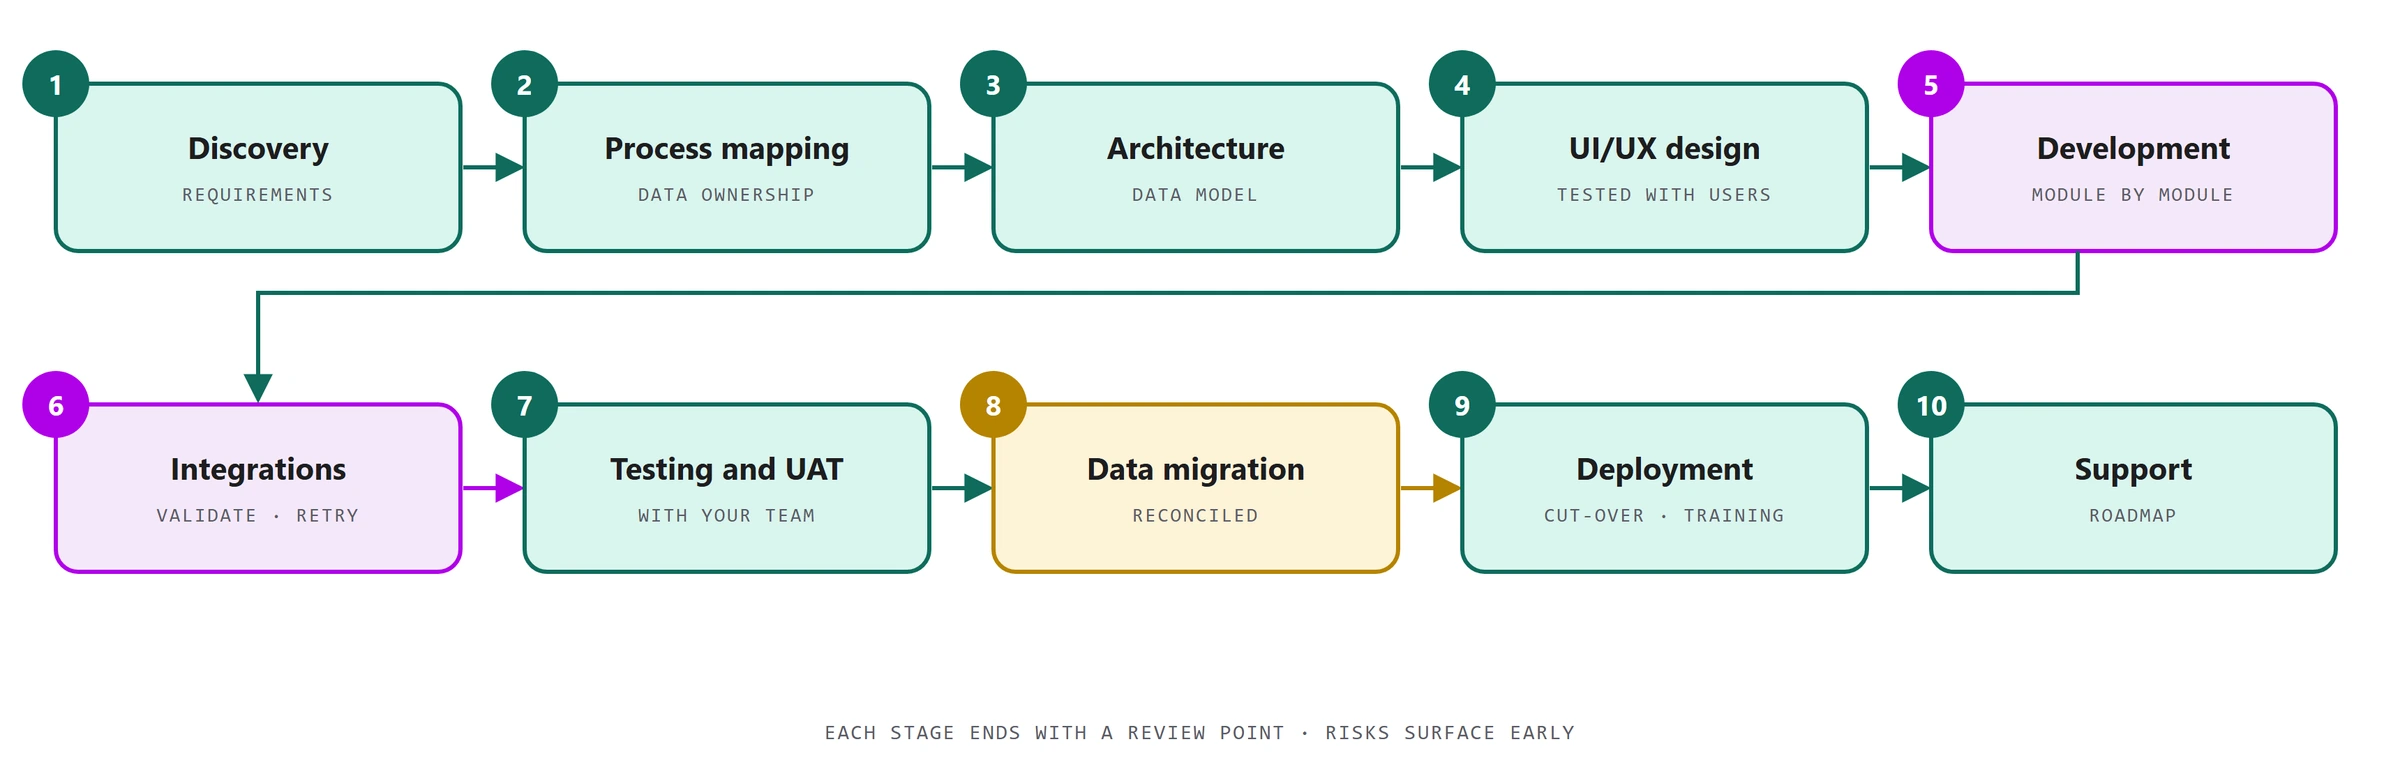 1
Discovery
REQUIREMENTS
2
Process mapping
DATA OWNERSHIP
3
Architecture
DATA MODEL
4
UI/UX design
TESTED WITH USERS
5
Development
MODULE BY MODULE
6
Integrations
VALIDATE · RETRY
7
Testing and UAT
WITH YOUR TEAM
8
Data migration
RECONCILED
9
Deployment
CUT-OVER · TRAINING
10
Support
ROADMAP
EACH STAGE ENDS WITH A REVIEW POINT · RISKS SURFACE EARLY